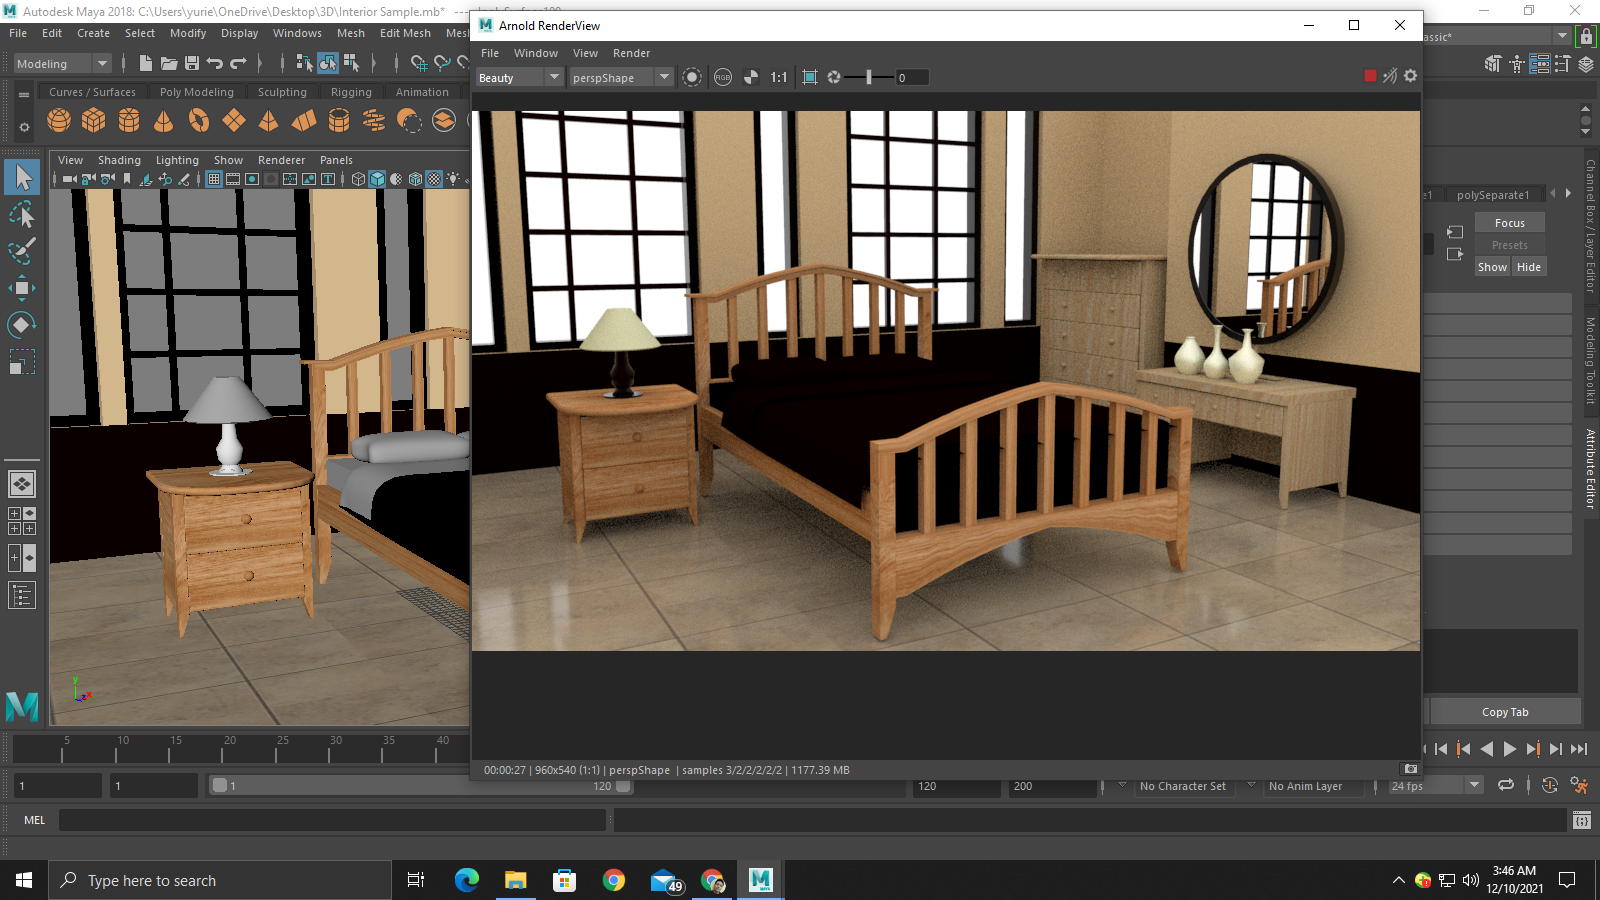 Autodesk Maya 2018: C:\Users\yurie\OneDrive\Desktop\3D\Interior Sample.mb*
File Edit Create Select Modify Display Windows Mesh Edit Mesh
assic*
Arnold RenderView
File Window View Render
Modeling
Beauty
perspShape
RGB
1:1
0
Curves / Surfaces Poly Modeling Sculpting Rigging Animation
View Shading Lighting Show Renderer Panels
e1 polySeparate1
Focus
Presets
Show Hide
Channel Box / Layer Editor
Modeling Toolkit
Attribute Editor
y
z x
Copy Tab
5 10 15 20 25 30 35 40
00:00:27 | 960x540 (1:1) | perspShape | samples 3/2/2/2/2/2 | 1177.39 MB
1
1
1
120
120
200
No Character Set
No Anim Layer
24 fps
MEL
Type here to search
49
3:46 AM
12/10/2021